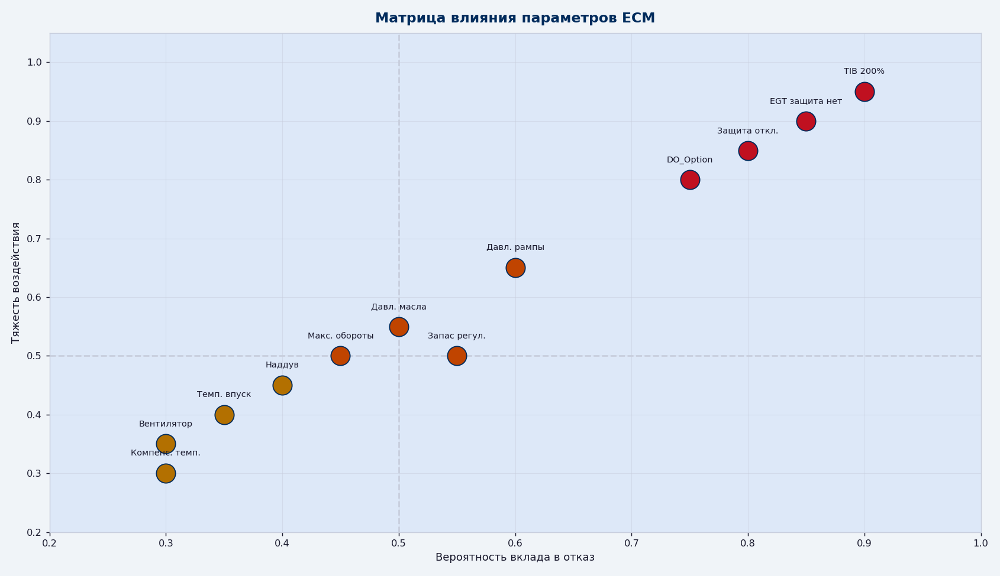 Матрица влияния параметров ECM
Тяжесть воздействия
1.0
0.9
0.8
0.7
0.6
0.5
0.4
0.3
0.2
TIB 200%
EGT защита нет
Защита откл.
DO_Option
Давл. рампы
Давл. масла
Макс. обороты
Запас регул.
Наддув
Темп. впуск
Вентилятор
Компенс. темп.
0.2 0.3 0.4 0.5 0.6 0.7 0.8 0.9 1.0
Вероятность вклада в отказ